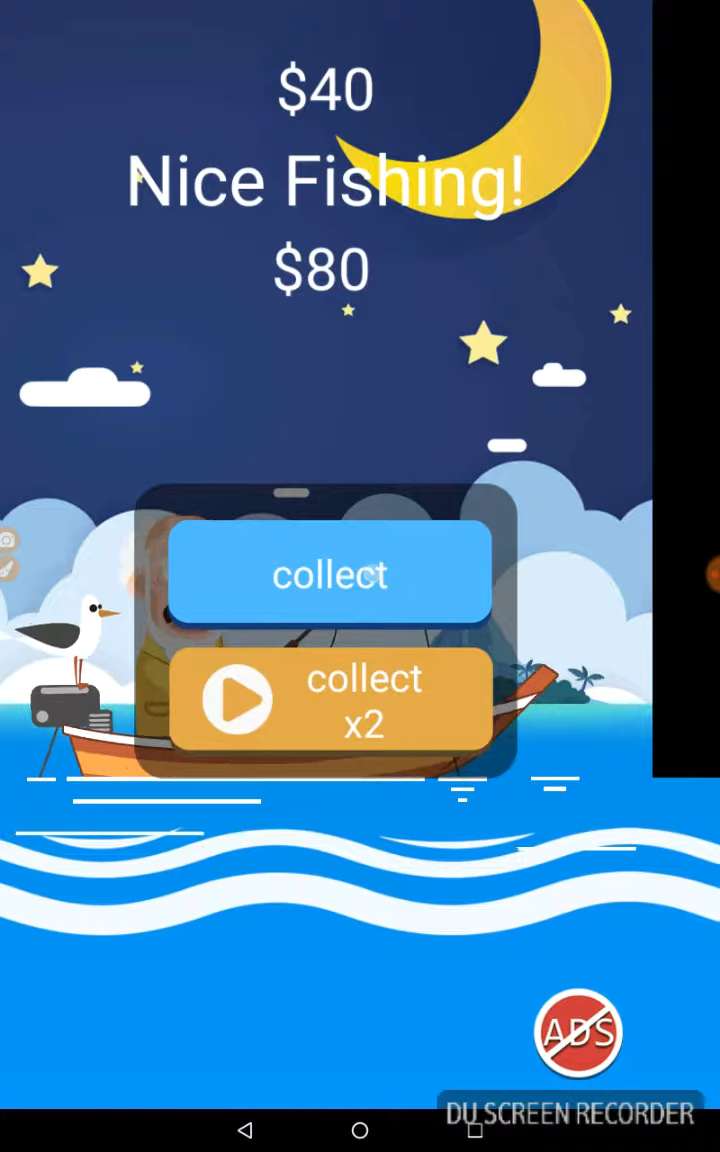 $40
Nice Fishing!
$80
collect
collect
x2
ADS
DU SCREEN RECORDER